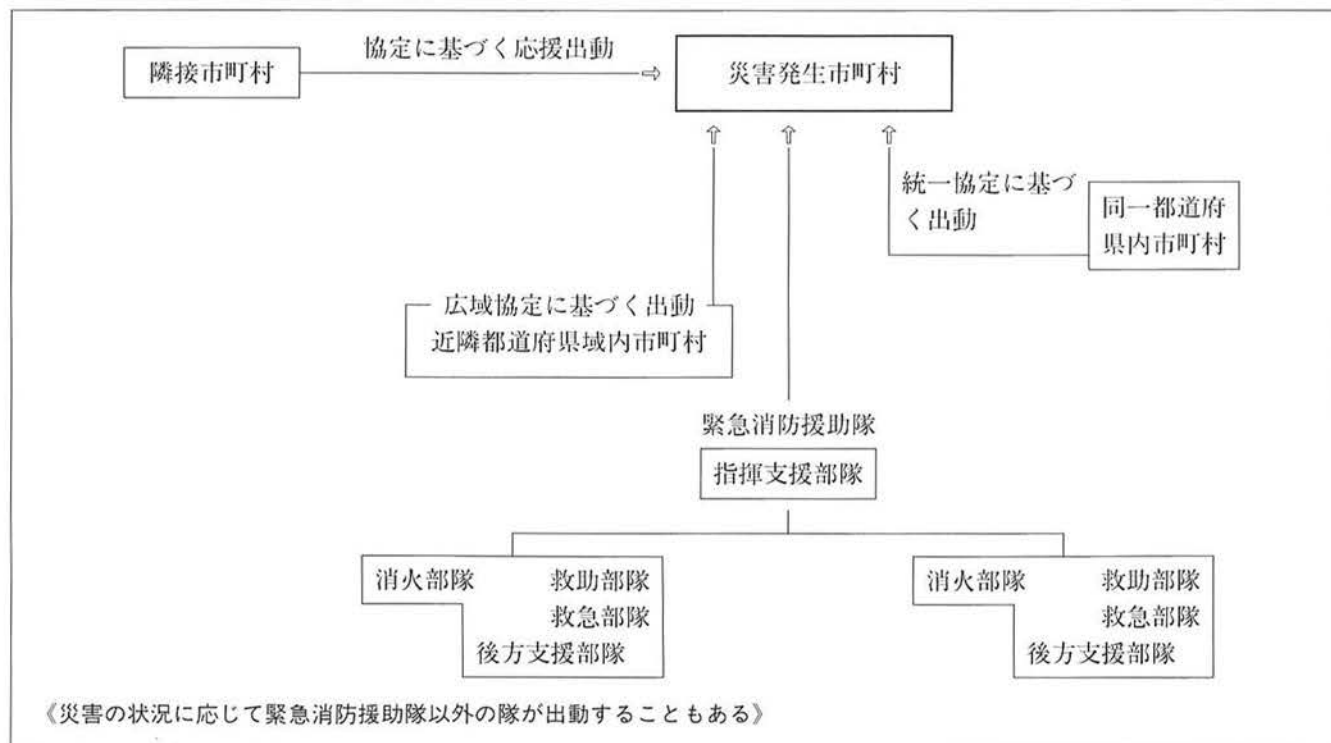 協定に基づく応援出動
隣接市町村
災害発生市町村
統一協定に基づ
く出動
同一都道府
県内市町村
広域協定に基づく出動
近隣都道府県域内市町村
緊急消防援助隊
指揮支援部隊
消火部隊 救助部隊
救急部隊
後方支援部隊
消火部隊 救助部隊
救急部隊
後方支援部隊
《災害の状況に応じて緊急消防援助隊以外の隊が出動することもある》